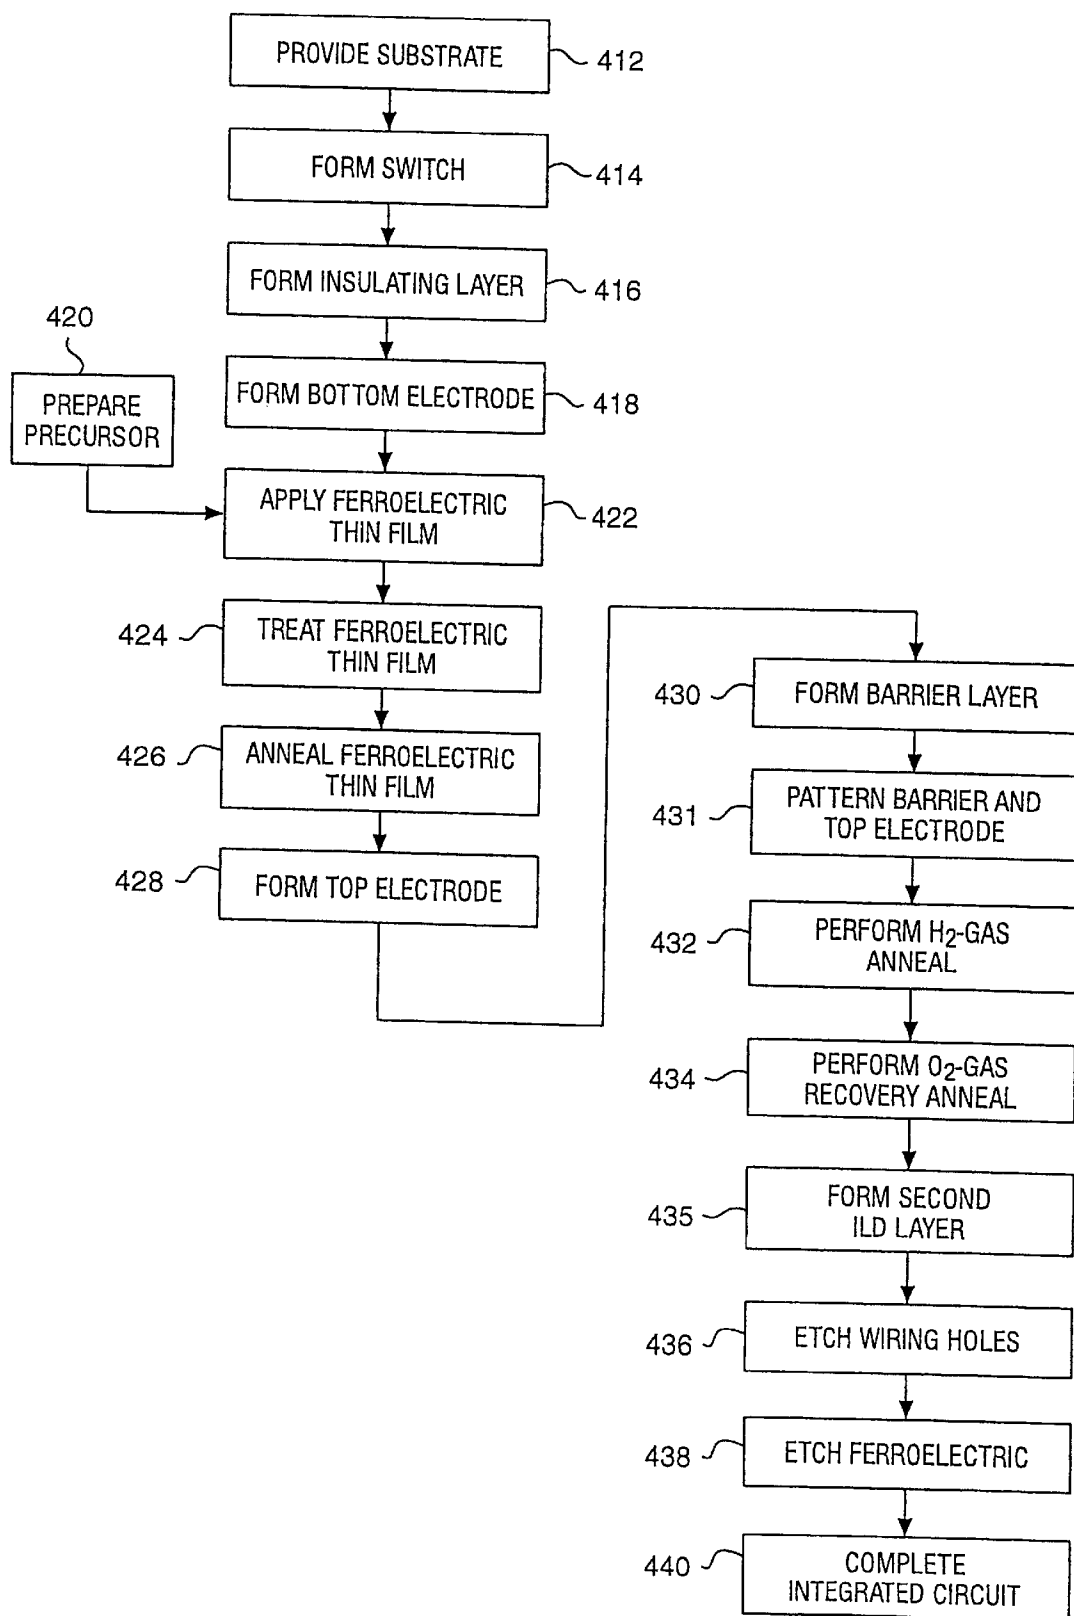 PROVIDE SUBSTRATE
412
FORM SWITCH
414
FORM INSULATING LAYER
416
420
PREPARE
PRECURSOR
FORM BOTTOM ELECTRODE
418
APPLY FERROELECTRIC
THIN FILM
422
424
TREAT FERROELECTRIC
THIN FILM
426
ANNEAL FERROELECTRIC
THIN FILM
428
FORM TOP ELECTRODE
430
FORM BARRIER LAYER
431
PATTERN BARRIER AND
TOP ELECTRODE
432
PERFORM H2-GAS
ANNEAL
434
PERFORM O2-GAS
RECOVERY ANNEAL
435
FORM SECOND
ILD LAYER
436
ETCH WIRING HOLES
438
ETCH FERROELECTRIC
440
COMPLETE
INTEGRATED CIRCUIT